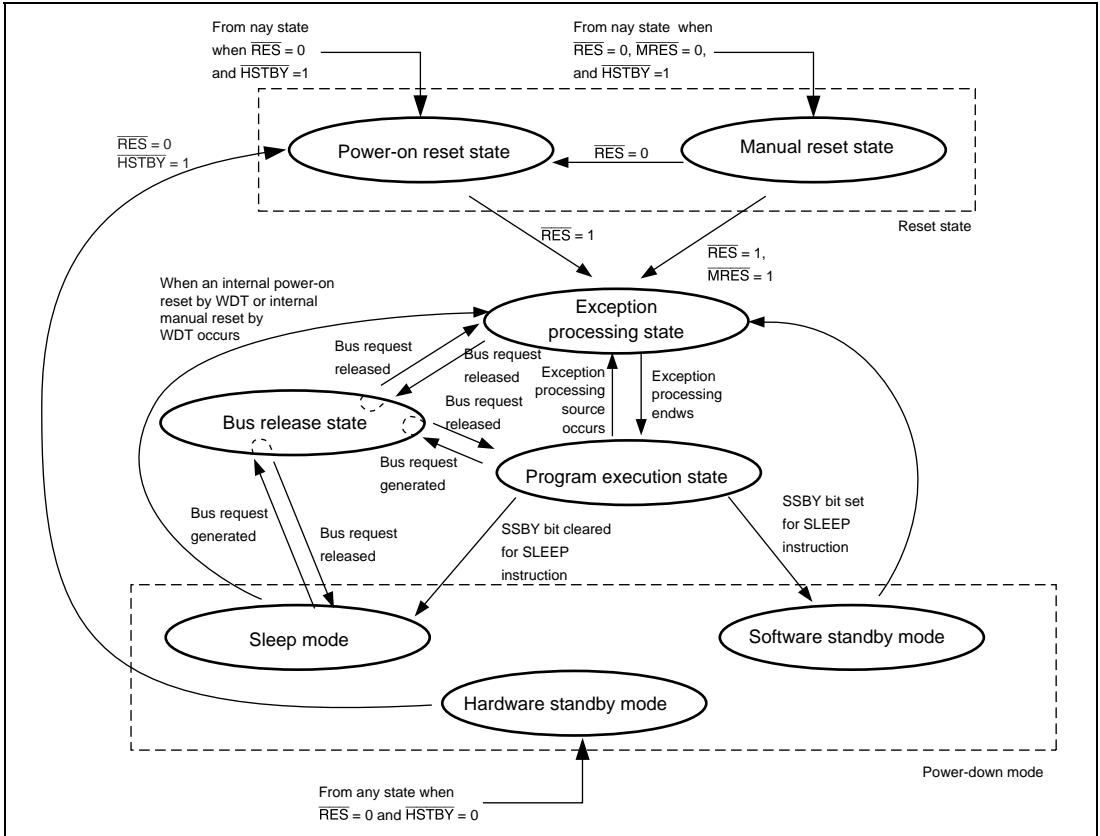 From nay state
when RES = 0
and HSTBY =1
From nay state when
RES = 0, MRES = 0,
and HSTBY =1
RES = 0
HSTBY = 1
Power-on reset state
RES = 0
Manual reset state
Reset state
RES = 1
RES = 1,
MRES = 1
When an internal power-on
reset by WDT or internal
manual reset by
WDT occurs
Exception
processing state
Bus request
released
Bus request
released
Exception
processing
source
occurs
Exception
processing
endws
Bus request
released
Bus release state
Bus request
generated
Program execution state
Bus request
generated
Bus request
released
SSBY bit cleared
for SLEEP
instruction
SSBY bit set
for SLEEP
instruction
Sleep mode
Software standby mode
Hardware standby mode
Power-down mode
From any state when
RES = 0 and HSTBY = 0